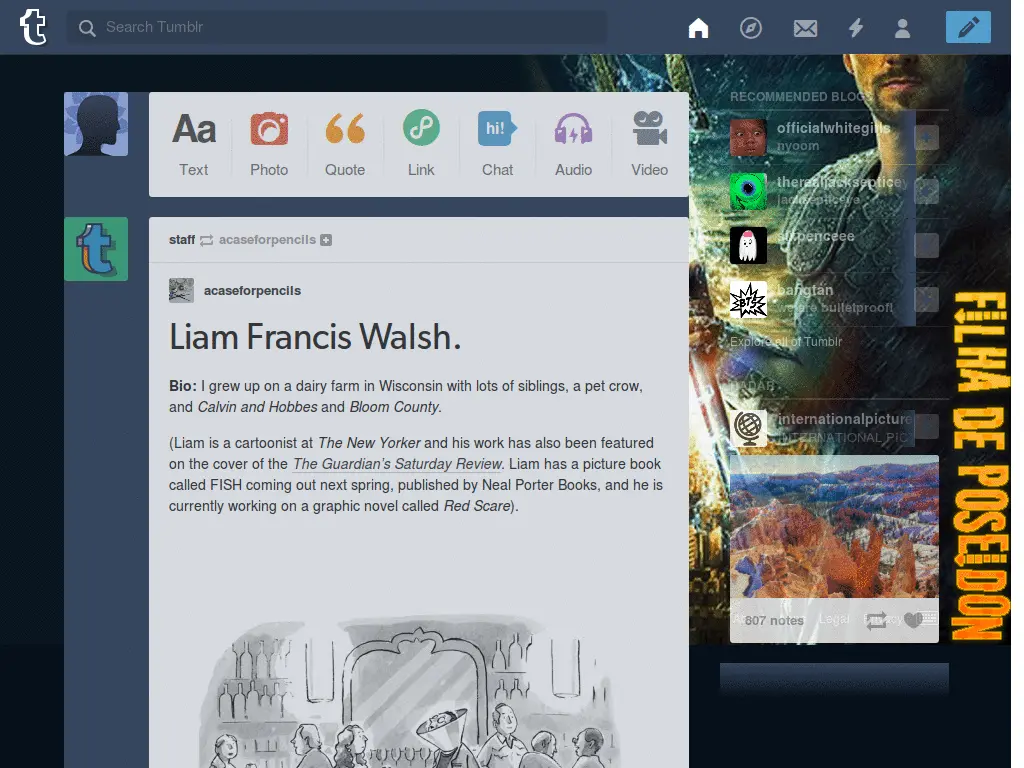 t
Search Tumblr
Aa
hi!
Text
Photo
Quote
Link
Chat
Audio
Video
t
staff acaseforpencils
acaseforpencils
Liam Francis Walsh.
Bio: I grew up on a dairy farm in Wisconsin with lots of siblings, a pet crow,
and Calvin and Hobbes and Bloom County.
(Liam is a cartoonist at The New Yorker and his work has also been featured
on the cover of the The Guardian's Saturday Review. Liam has a picture book
called FISH coming out next spring, published by Neal Porter Books, and he is
currently working on a graphic novel called Red Scare).
RECOMMENDED BLOGS
officialwhitegirls
nyoom
therealjacksepticey
jacksepticeye
sixpenceee
BTS
bangtan
we are bulletproof!
Explore all of Tumblr
RADAR
internationalpicture
INTERNATIONAL PIC
807 notes
Legal
Privacy
FILHA DE POSEIDON